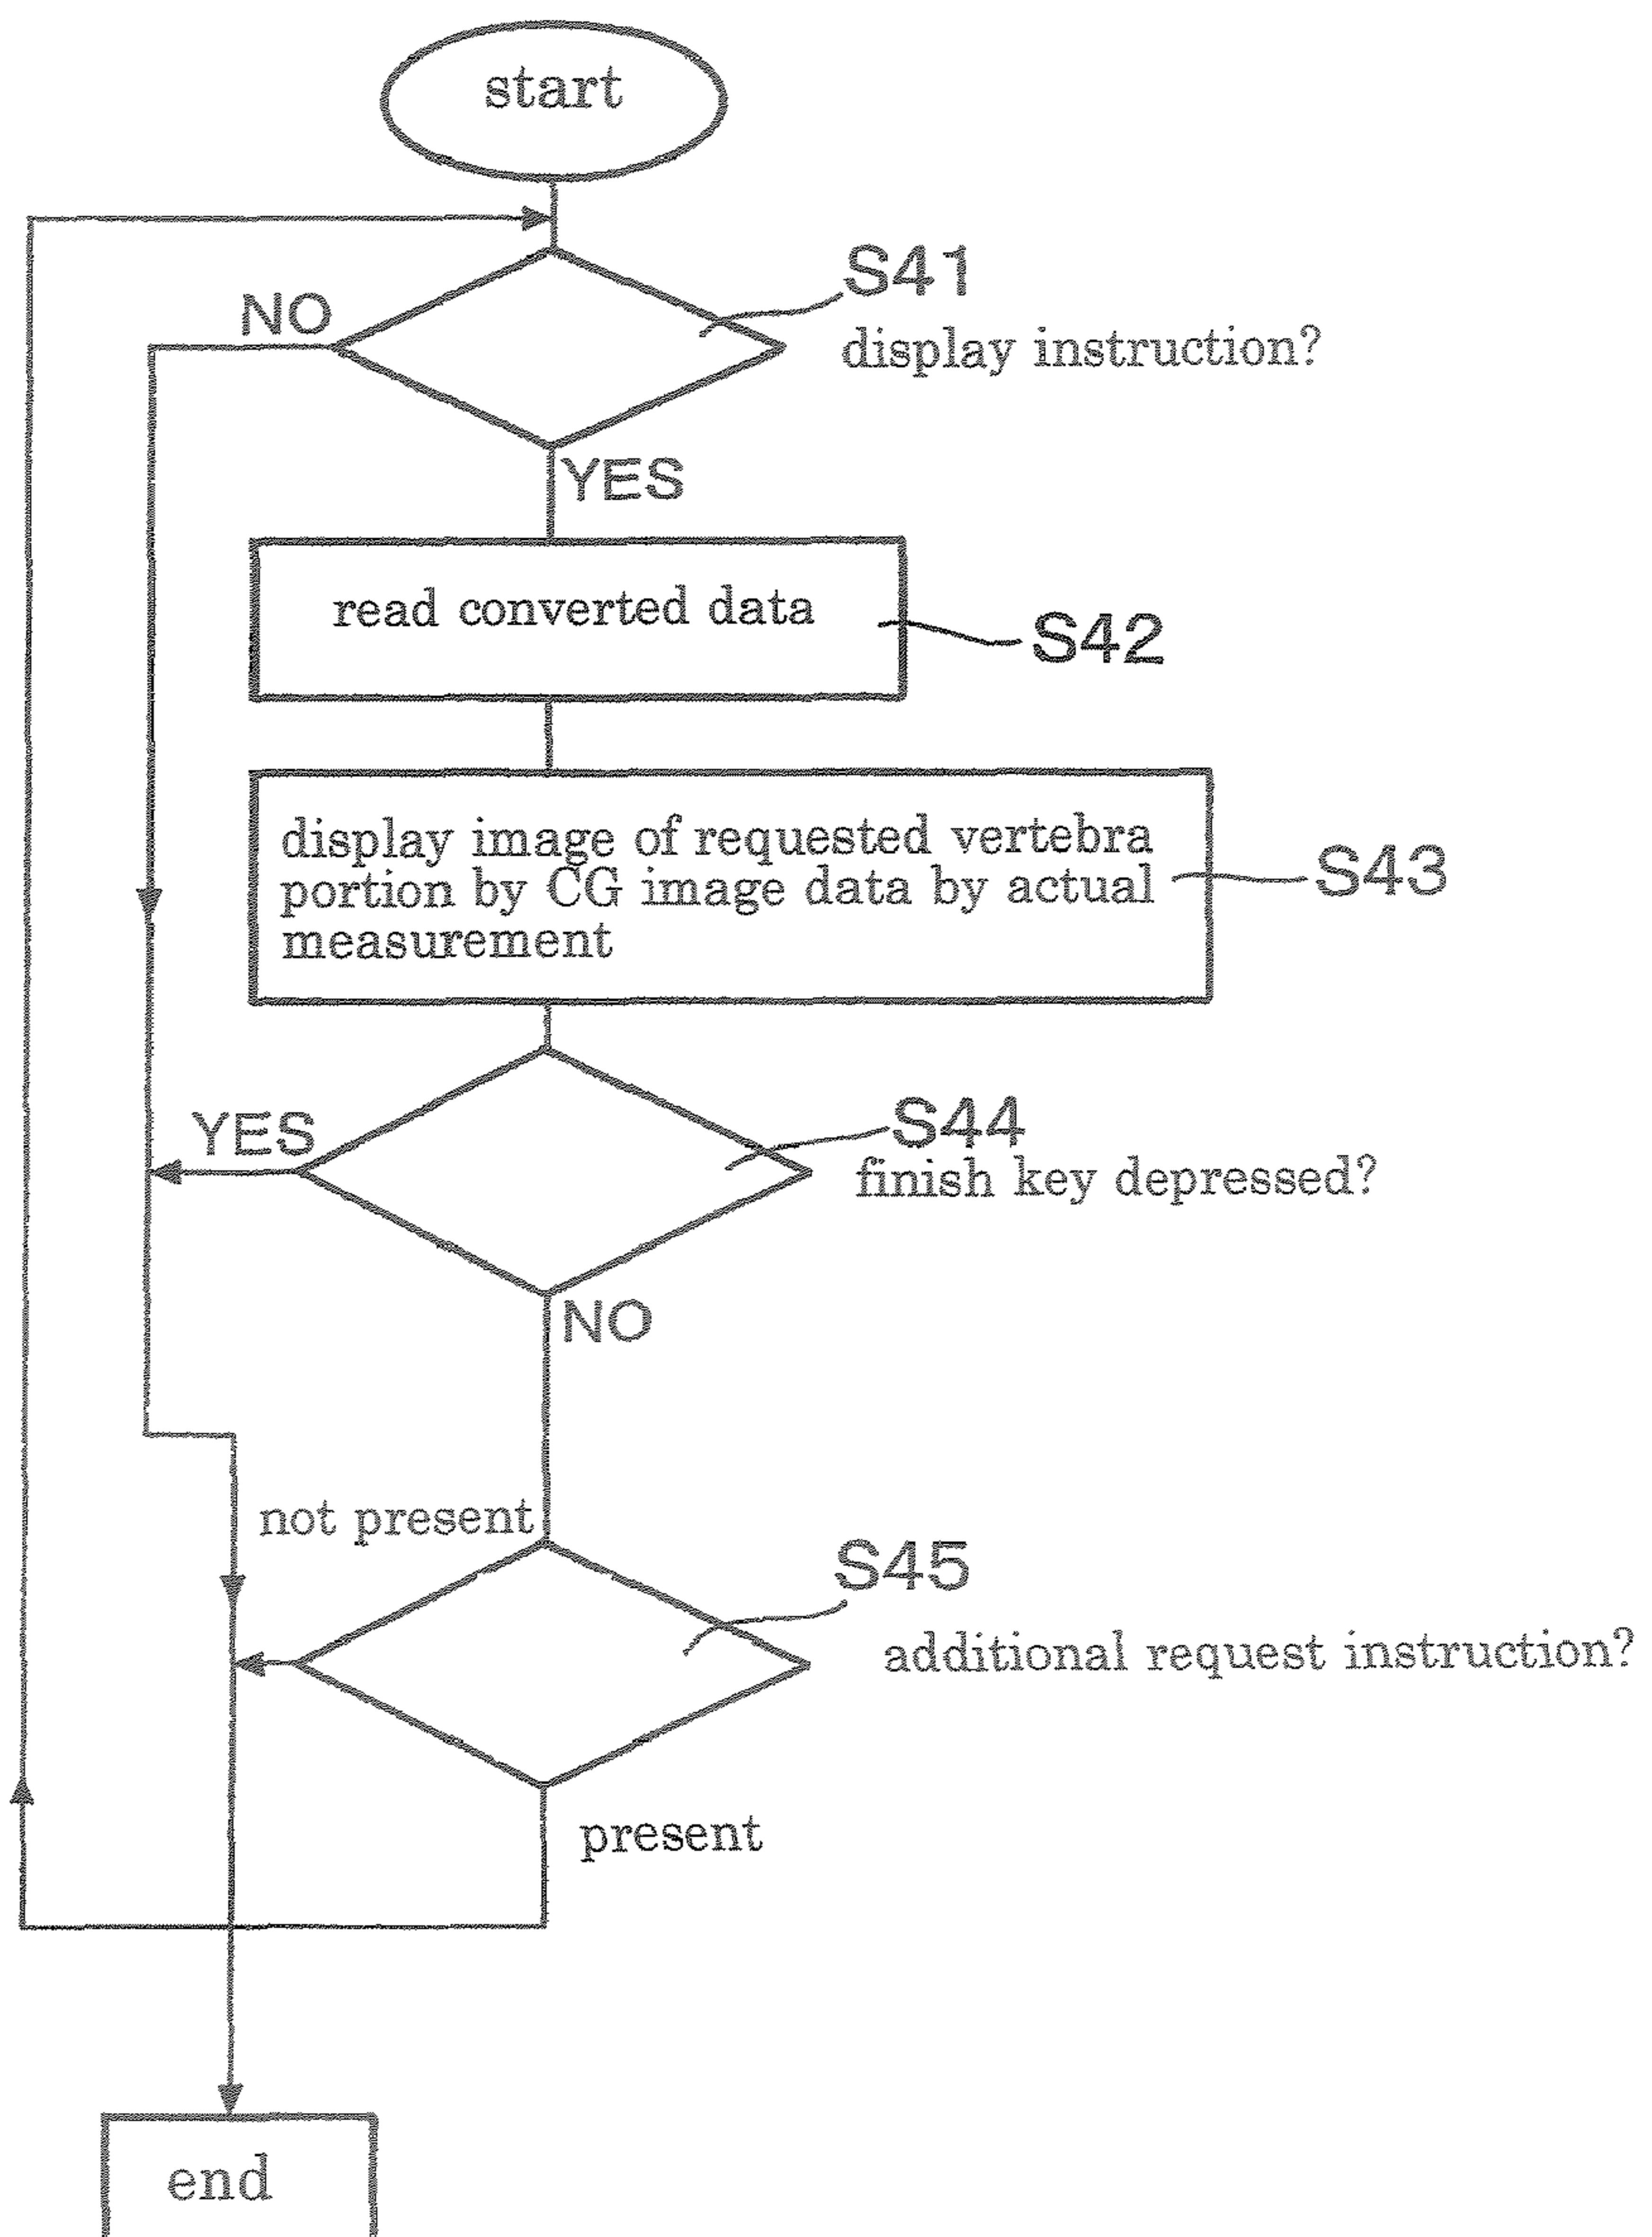 start
S41
NO
display instruction?
YES
read converted data
S42
display image of requested vertebra
portion by CG image data by actual
measurement
S43
S44
YES
finish key depressed?
NO
not present
S45
additional request instruction?
present
end